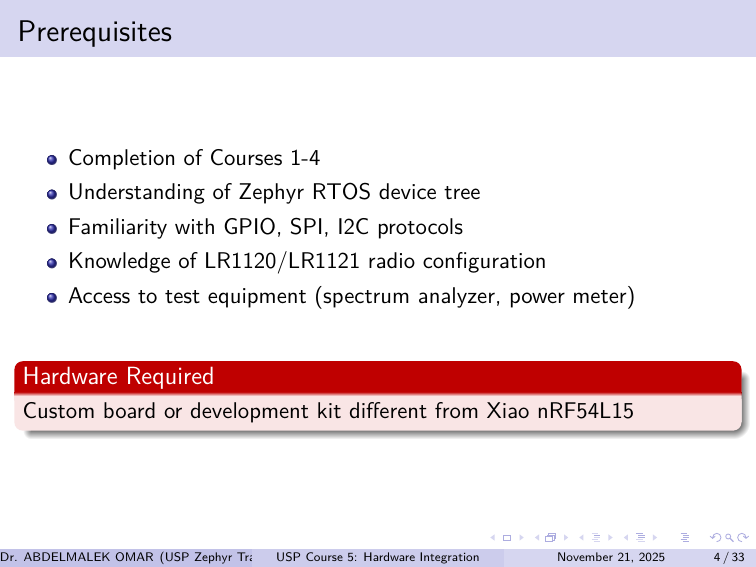 Prerequisites
Completion of Courses 1-4
Understanding of Zephyr RTOS device tree
Familiarity with GPIO, SPI, I2C protocols
Knowledge of LR1120/LR1121 radio configuration
Access to test equipment (spectrum analyzer, power meter)
Hardware Required
Custom board or development kit different from Xiao nRF54L15
Dr. ABDELMALEK OMAR (USP Zephyr Tra USP Course 5: Hardware Integration November 21, 2025 4 / 33